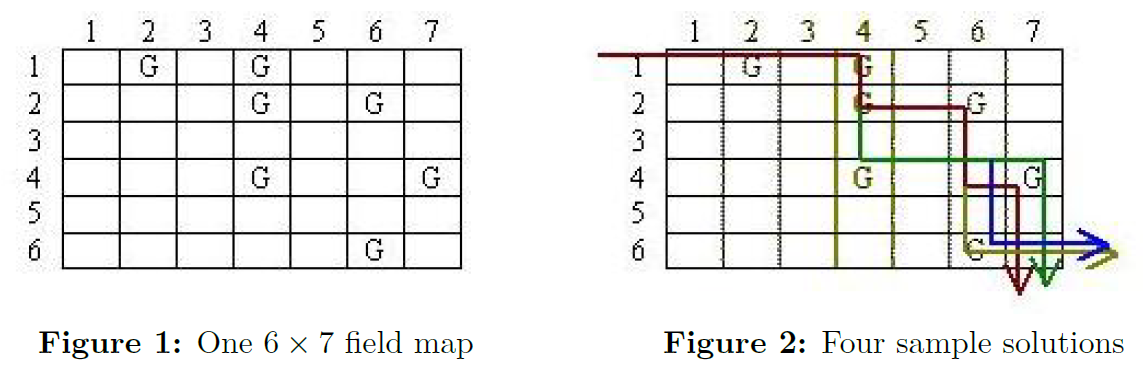 1 2 3 4 5 6 7
1 G G
2 G G
3
4 G G
5
6 G
Figure 1: One 6 × 7 field map
1 2 3 4 5 6 7
1 G G
2 G G
3
4 G G
5
6 G
Figure 2: Four sample solutions